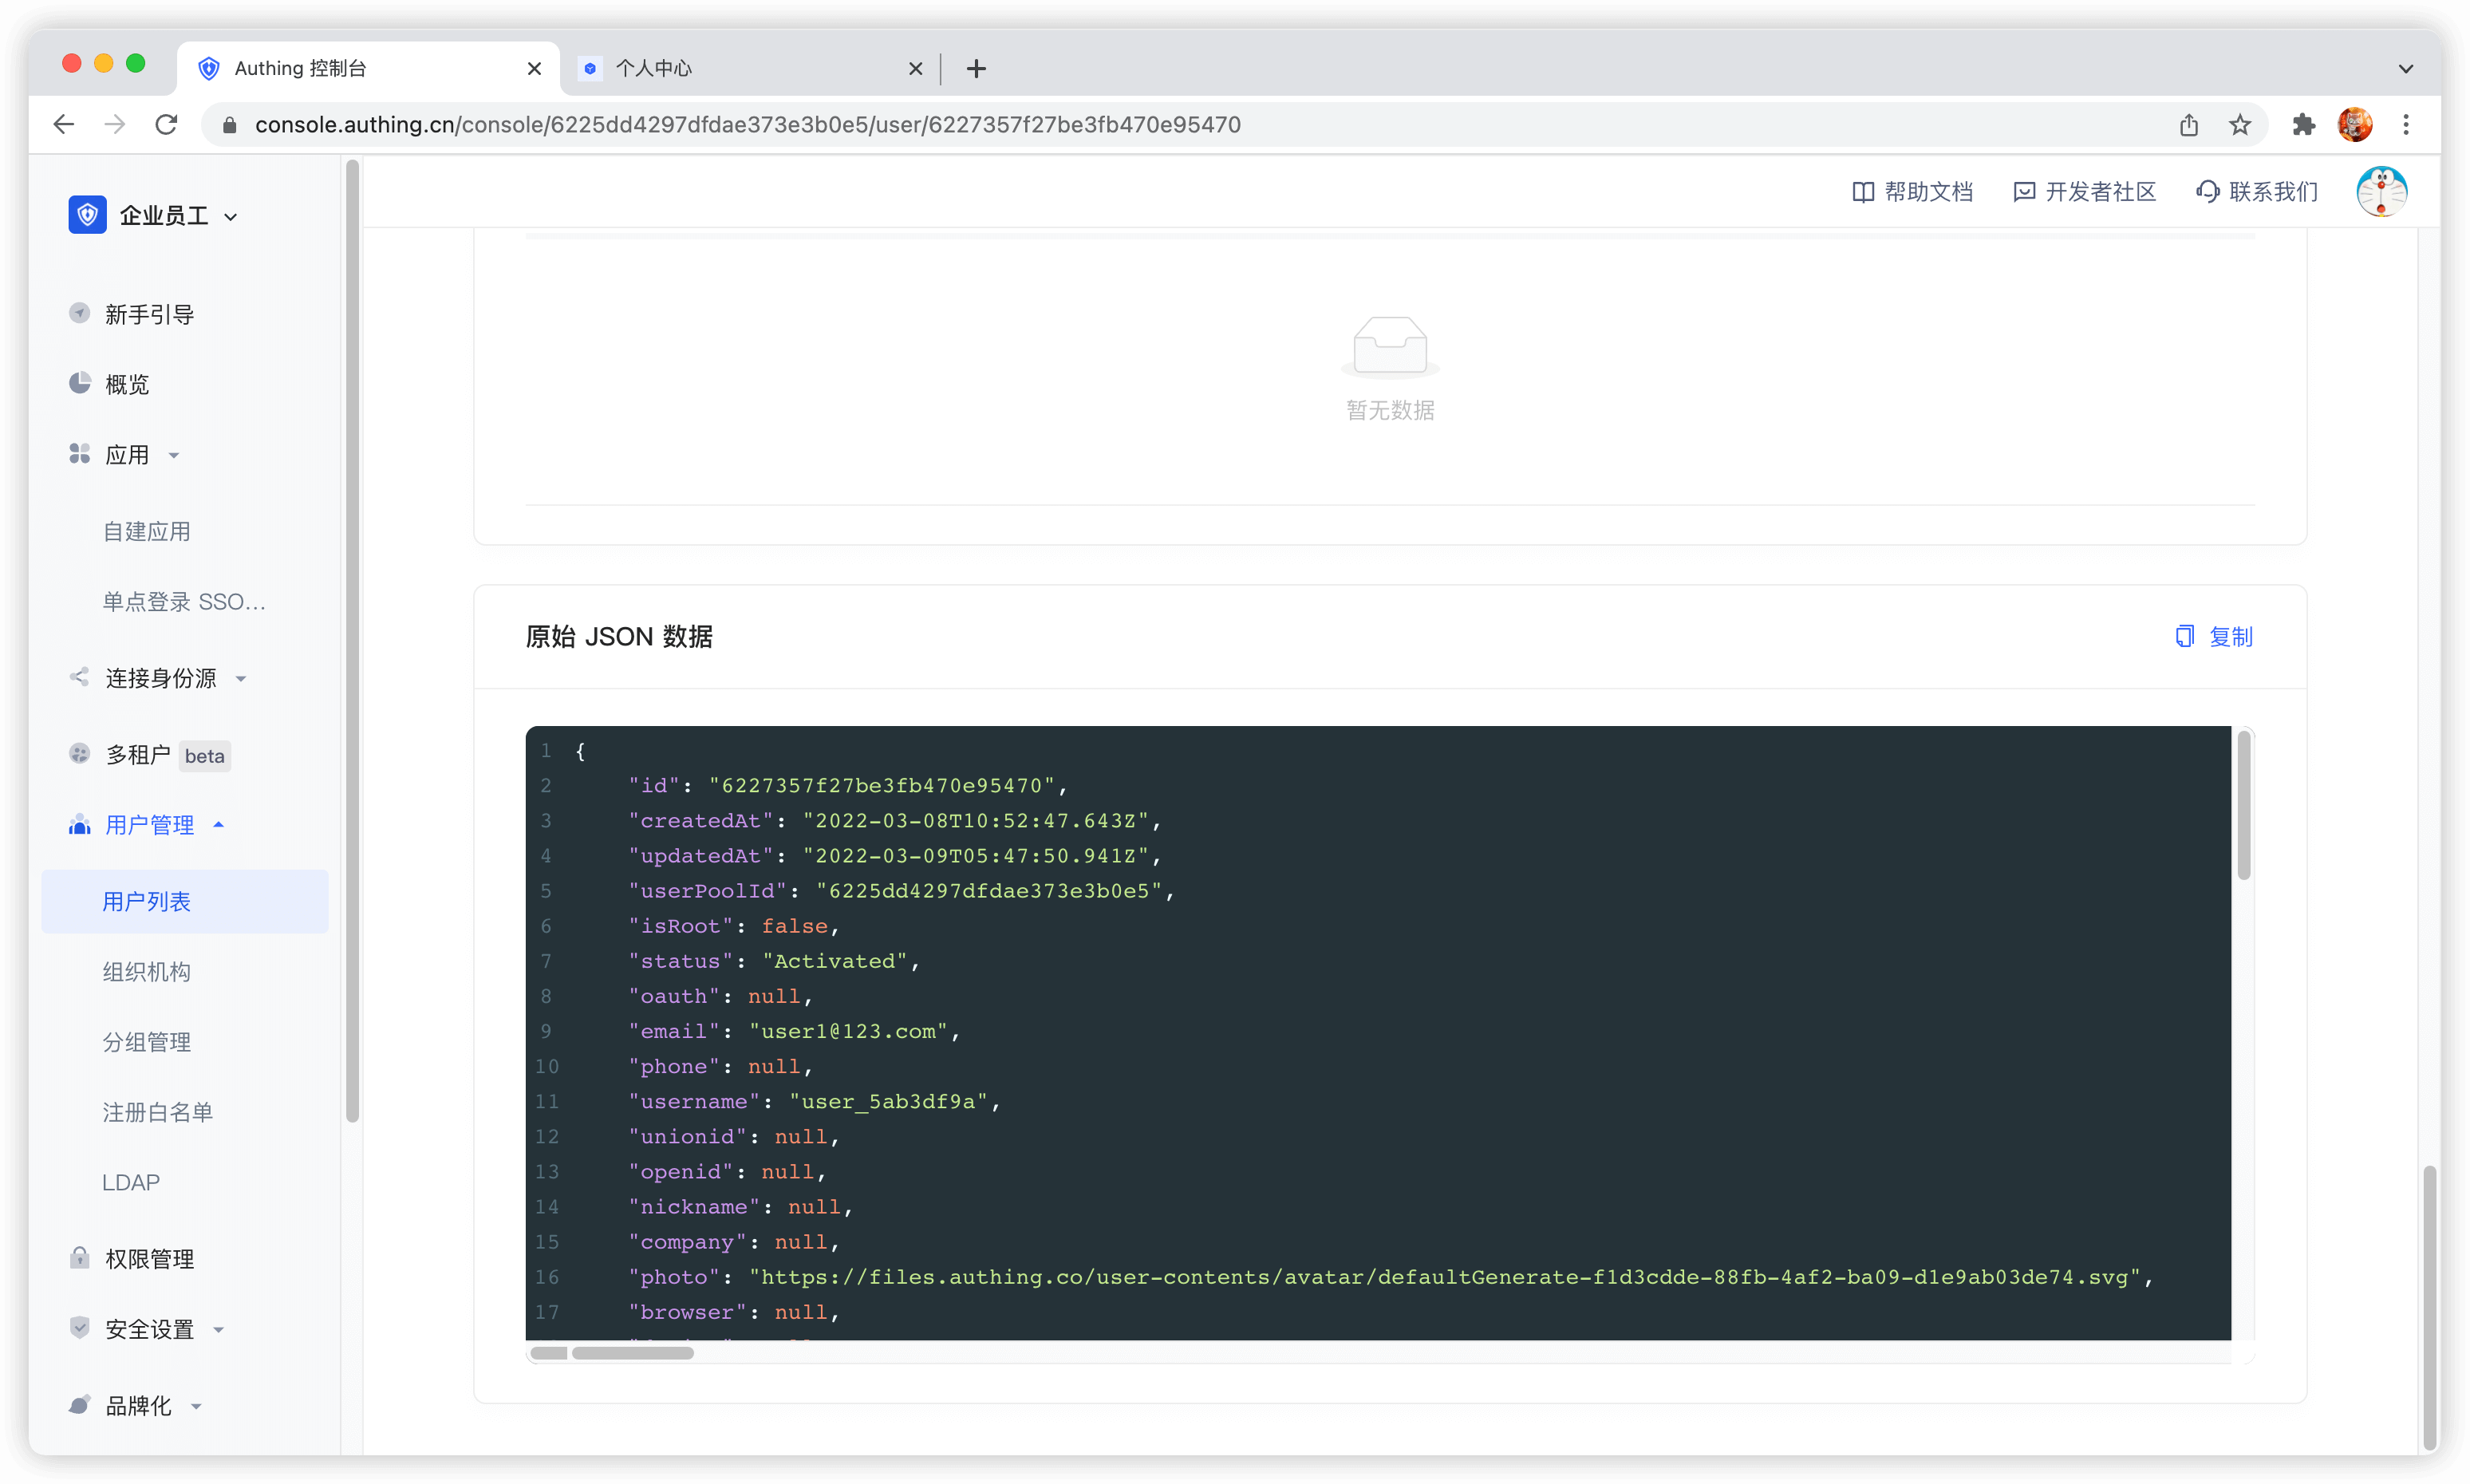 Authing 控制台
个人中心
console.authing.cn/console/6225dd4297dfdae373e3b0e5/user/6227357f27be3fb470e95470
企业员工
帮助文档
开发者社区
联系我们
新手引导
概览
应用
自建应用
单点登录 SSO...
连接身份源
多租户 beta
用户管理
用户列表
组织机构
分组管理
注册白名单
LDAP
权限管理
安全设置
品牌化
暂无数据
原始 JSON 数据
复制
1 {
2 "id": "6227357f27be3fb470e95470",
3 "createdAt": "2022-03-08T10:52:47.643Z",
4 "updatedAt": "2022-03-09T05:47:50.941Z",
5 "userPoolId": "6225dd4297dfdae373e3b0e5",
6 "isRoot": false,
7 "status": "Activated",
8 "oauth": null,
9 "email": "user1@123.com",
10 "phone": null,
11 "username": "user_5ab3df9a",
12 "unionid": null,
13 "openid": null,
14 "nickname": null,
15 "company": null,
16 "photo": "https://files.authing.co/user-contents/avatar/defaultGenerate-f1d3cdde-88fb-4af2-ba09-d1e9ab03de74.svg",
17 "browser": null,